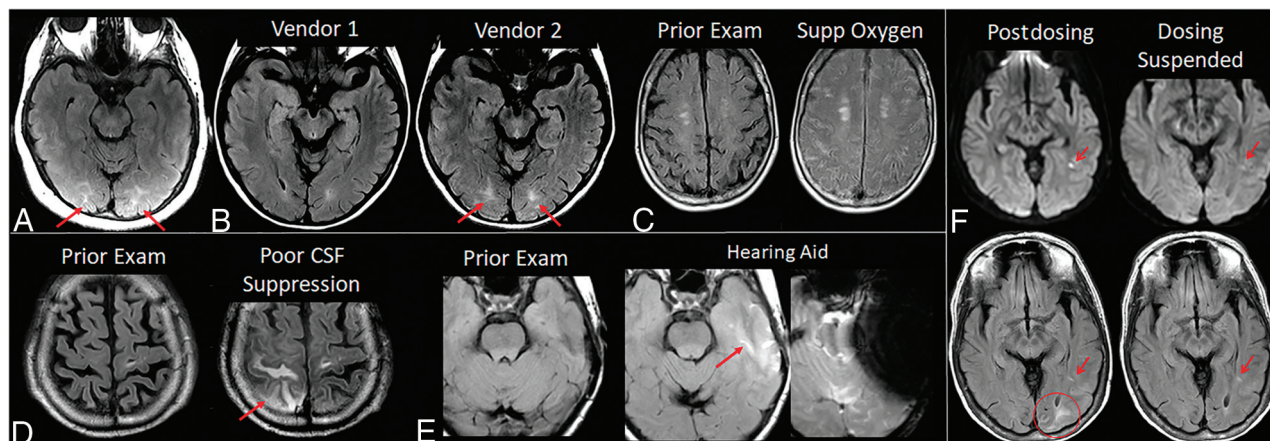 A
Vendor 1
Vendor 2
B
Prior Exam
Supp Oxygen
C
Postdosing
Dosing
Suspended
F
Prior Exam
Poor CSF
Suppression
D
Prior Exam
Hearing Aid
E